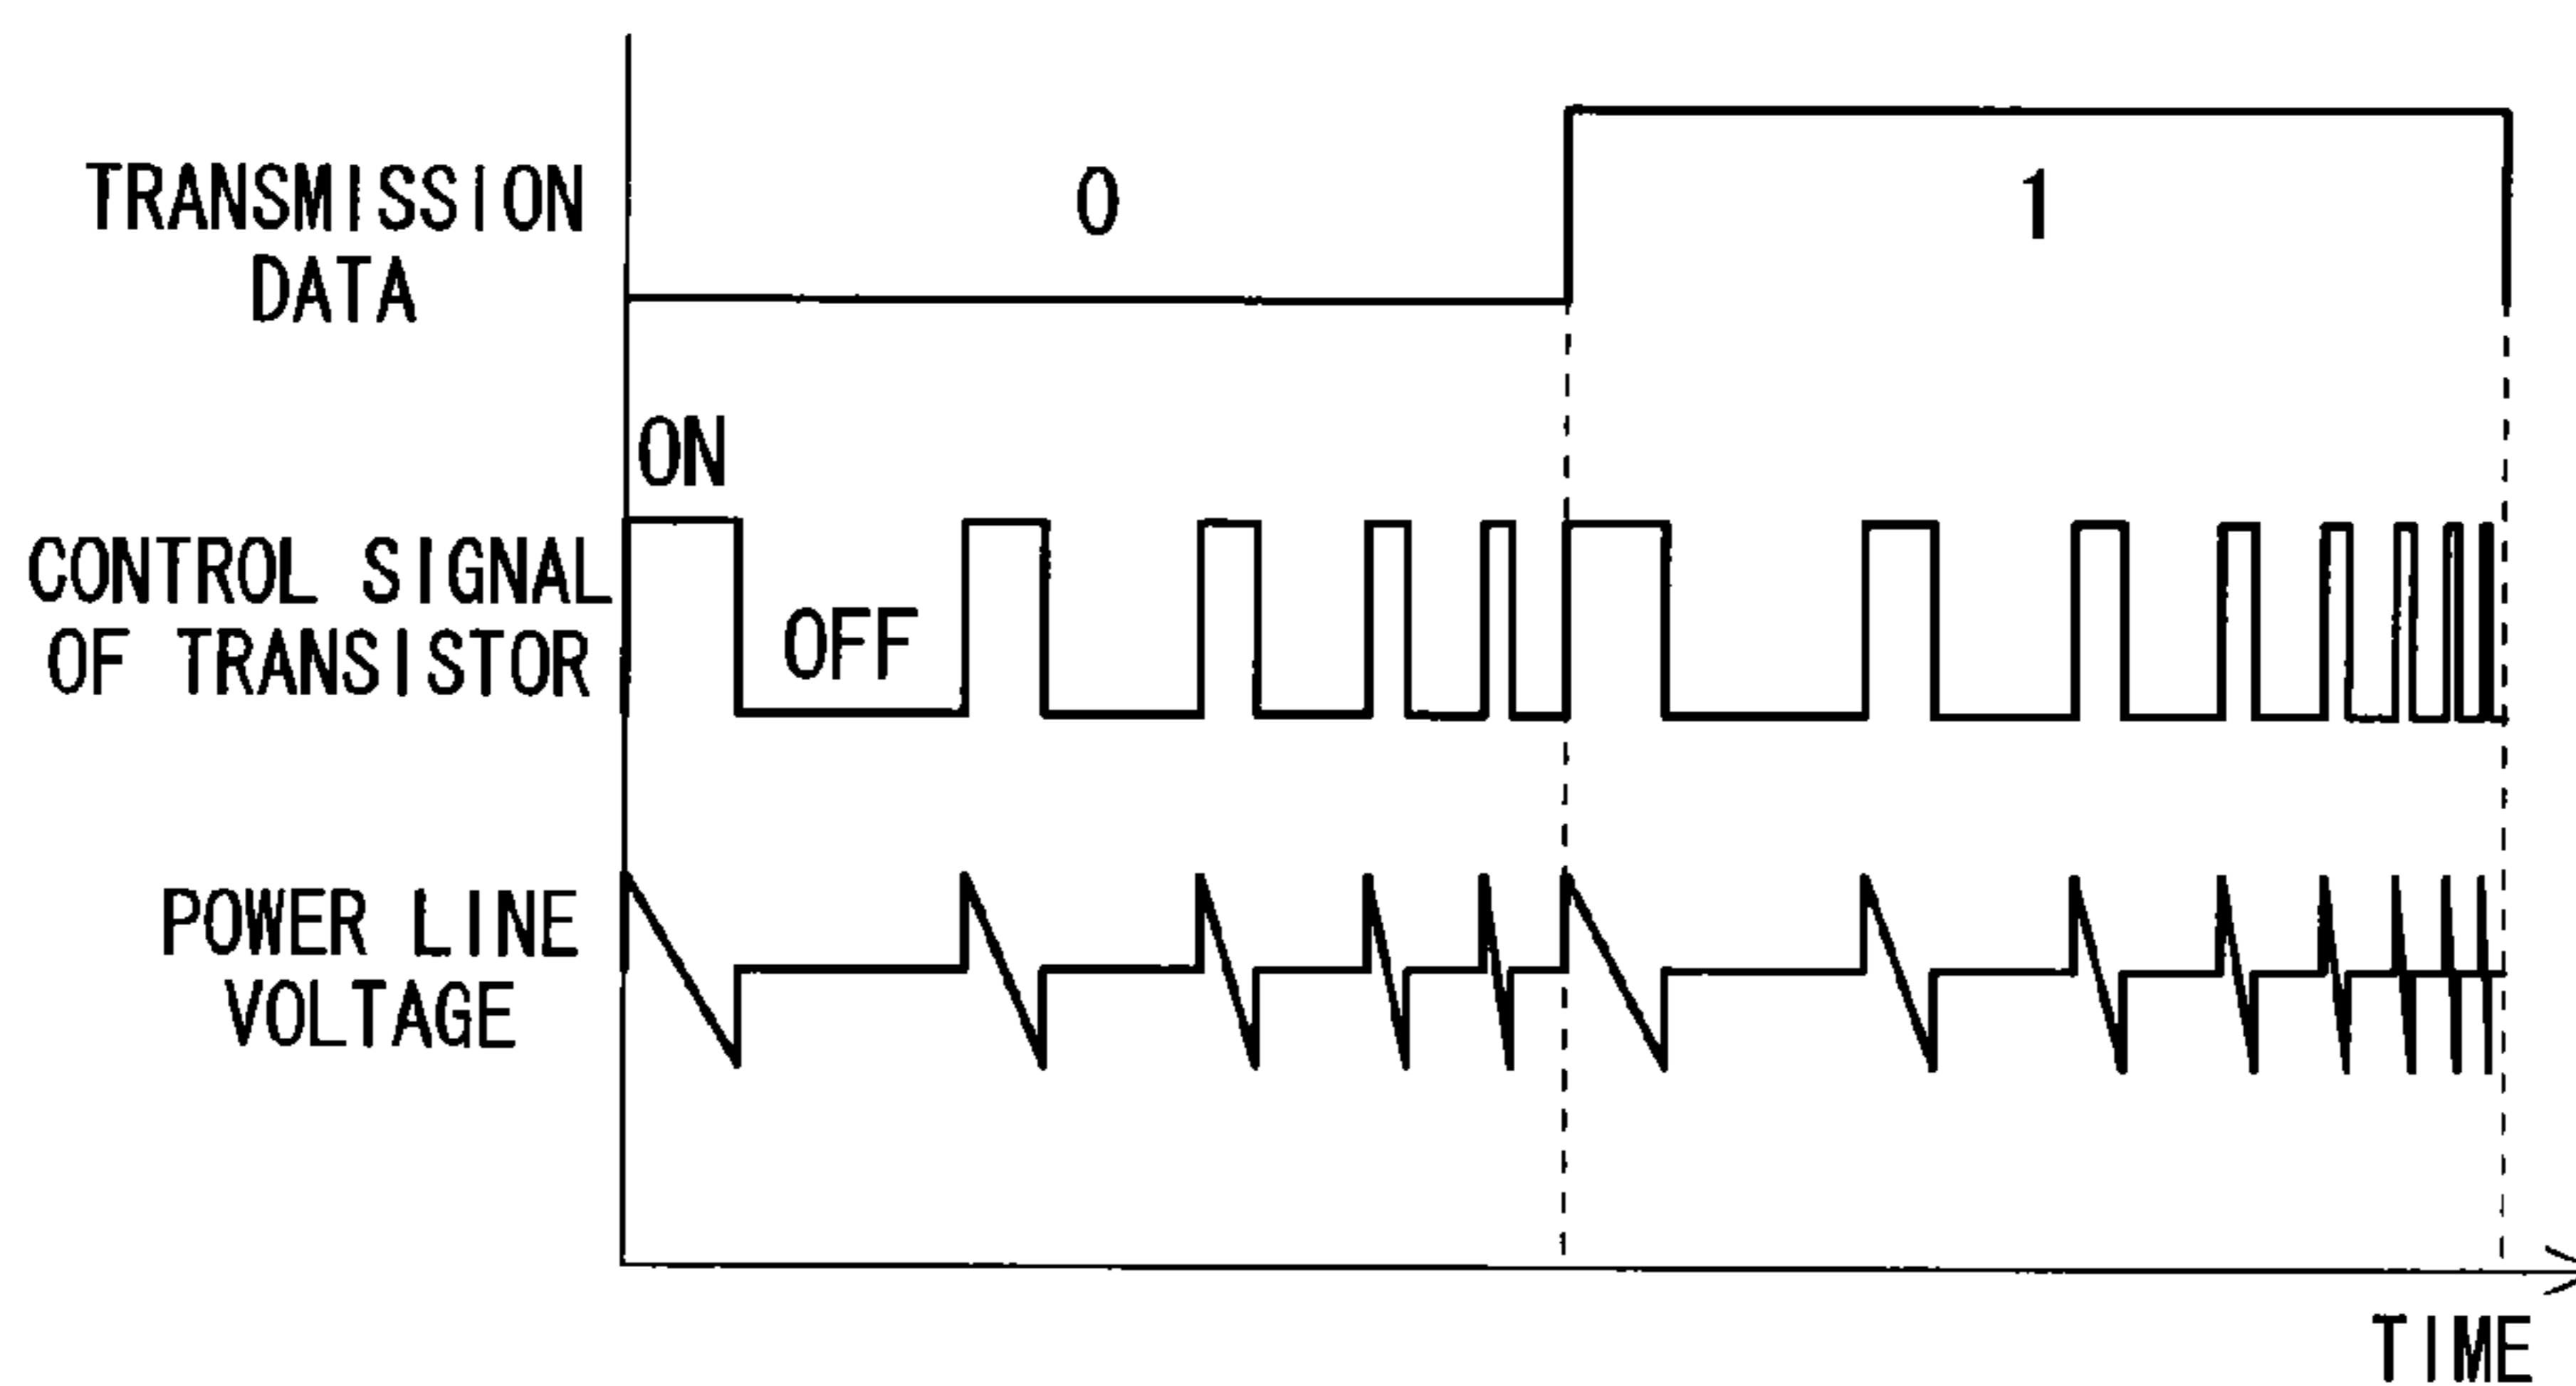 TRANSMISSION
DATA
0
1
ON
CONTROL SIGNAL
OF TRANSISTOR
OFF
POWER LINE
VOLTAGE
TIME